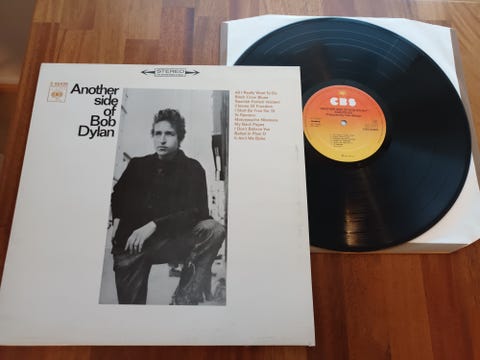 STEREO
CBS
Another
side
of
Bob
Dylan
All I Really Want To Do
Black Crow Blues
Spanish Harlem Incident
Chimes Of Freedom
I Shall Be Free No. 10
To Ramona
Motorpsycho Nitemare
My Back Pages
I Don't Believe You
Ballad In Plain D
It Ain't Me Babe
CBS